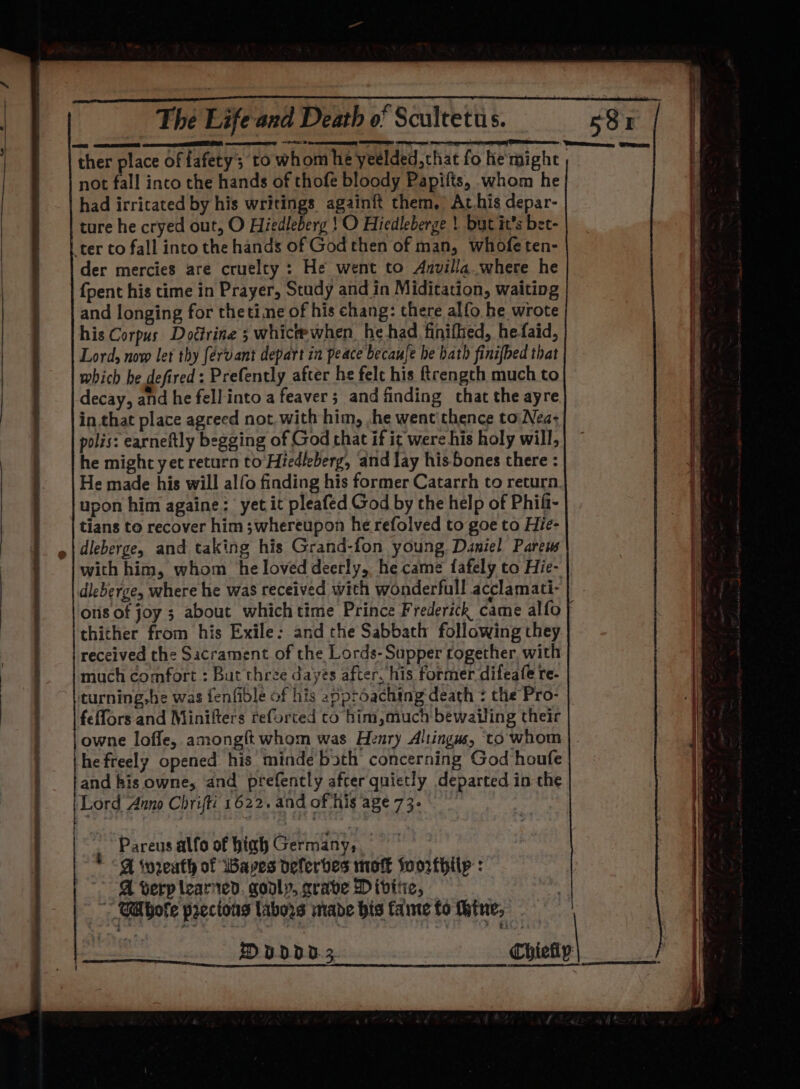 The Life and Death of Scultetus. 581
ther place of ſafety; to whom he yeelded, that ſo he might
not fall into the hands of thoſe bloody Papiſts, whom he
had irritated by his writings againſt them. At his depar-
ture he cryed out, O Hiedleberg ! O Hiedleberge ! but it's bet-
ter to fall into the hands of God then of man, whoſe ten-
der mercies are cruelty : He went to Anvilla where he
ſpent his time in Prayer, Study and in Miditation, waiting
and longing for the time of his chang: there alſo he wrote
his Corpus Doctrinæ ; which when he had finiſhed, he ſaid,
Lord, now let thy ſervant depart in peace becauſe he hath finiſhed that
which he deſired : Preſently after he felt his ſtrength much to
decay, and he fell into a feaver ; and finding that the ayre
in that place agreed not with him, he went thence to Nea-
polis: earneſtly begging of God that if it were his holy will,
he might yet return to Hiedleberg, and lay his bones there :
He made his will alſo finding his former Catarrh to return
upon him againe : yet it pleaſed God by the help of Phiſi-
tians to recover him ; whereupon he reſolved to goe to Hie-
dleberge, and taking his Grand-ſon young Daniel Pareus
with him, whom he loved deerly, he came ſafely to Hie-
dleberge, where he was received with wonderfull acclamati-
ons of joy ; about which time Prince Frederick came alſo
thither from his Exile: and the Sabbath following they
received the Sacrament of the Lords-Supper together with
much comfort : But three dayes after, his former diſeaſe re-
turning, he was ſenſible of his approaching death : the Pro-
feſſors and Miniſters reſorted to him, much bewailing their
owne loſſe, amongſt whom was Henry Altingus, to whom
he freely opened his minde both concerning God houſe
and his owne, and preſently after quietly departed in the
Lord Anno Chriſti 1622. and of his age 73.
Pareus alſo of high Germany,
A wreath of Bayes deſerves moſt worthily :
A very learned, godly, grave Divine,
Whoſe precious labors made his fame to ſhine,
Dddd 3 Chiefly